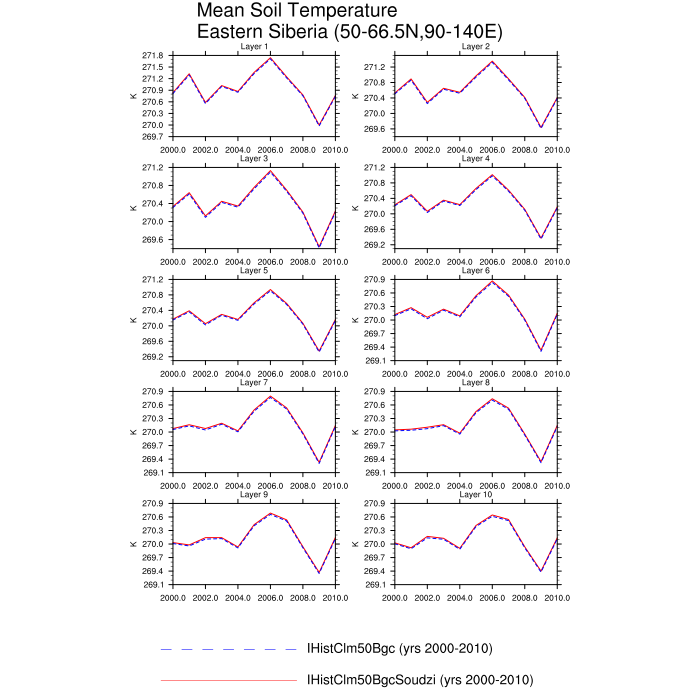 Mean Soil Temperature
Eastern Siberia (50-66.5N,90-140E)
Layer 1
271.8
271.5
271.2
270.9
270.6
270.3
270.0
269.7
K
2000.0 2002.0 2004.0 2006.0 2008.0 2010.0
Layer 2
271.2
270.8
270.4
270.0
269.6
K
2000.0 2002.0 2004.0 2006.0 2008.0 2010.0
Layer 3
271.2
270.8
270.4
270.0
269.6
K
2000.0 2002.0 2004.0 2006.0 2008.0 2010.0
Layer 4
271.2
270.8
270.4
270.0
269.6
269.2
K
2000.0 2002.0 2004.0 2006.0 2008.0 2010.0
Layer 5
271.2
270.8
270.4
270.0
269.6
269.2
K
2000.0 2002.0 2004.0 2006.0 2008.0 2010.0
Layer 6
270.9
270.6
270.3
270.0
269.7
269.4
269.1
K
2000.0 2002.0 2004.0 2006.0 2008.0 2010.0
Layer 7
270.9
270.6
270.3
270.0
269.7
269.4
269.1
K
2000.0 2002.0 2004.0 2006.0 2008.0 2010.0
Layer 8
270.9
270.6
270.3
270.0
269.7
269.4
269.1
K
2000.0 2002.0 2004.0 2006.0 2008.0 2010.0
Layer 9
270.9
270.6
270.3
270.0
269.7
269.4
269.1
K
2000.0 2002.0 2004.0 2006.0 2008.0 2010.0
Layer 10
270.9
270.6
270.3
270.0
269.7
269.4
269.1
K
2000.0 2002.0 2004.0 2006.0 2008.0 2010.0
IHistClm50Bgc (yrs 2000-2010)
IHistClm50BgcSoudzi (yrs 2000-2010)